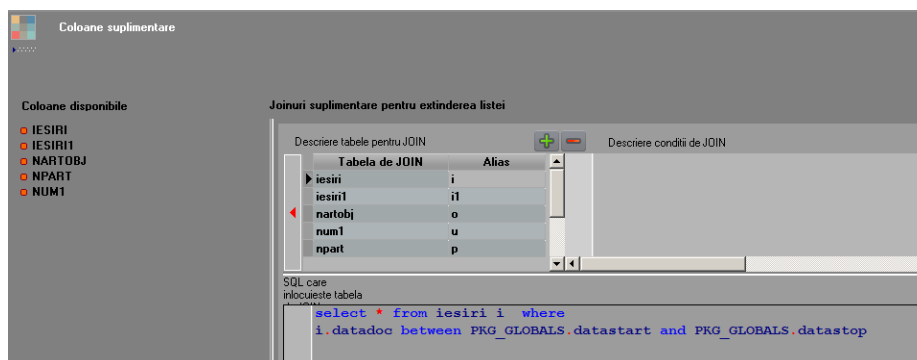 Coloane suplimentare
Coloane disponibile
IESIRI
IESIRI1
NARTOBJ
NPART
NUM1
Joinuri suplimentare pentru extinderea listei
Descriere tabele pentru JOIN
Descriere conditii de JOIN
Tabela de JOIN Alias
iesiri i
iesiri1 i1
nartobj o
num1 u
npart p
SQL care
inlocuieste tabela
select * from iesiri i where
i.datadoc between PKG_GLOBALS.datastart and PKG_GLOBALS.datastop